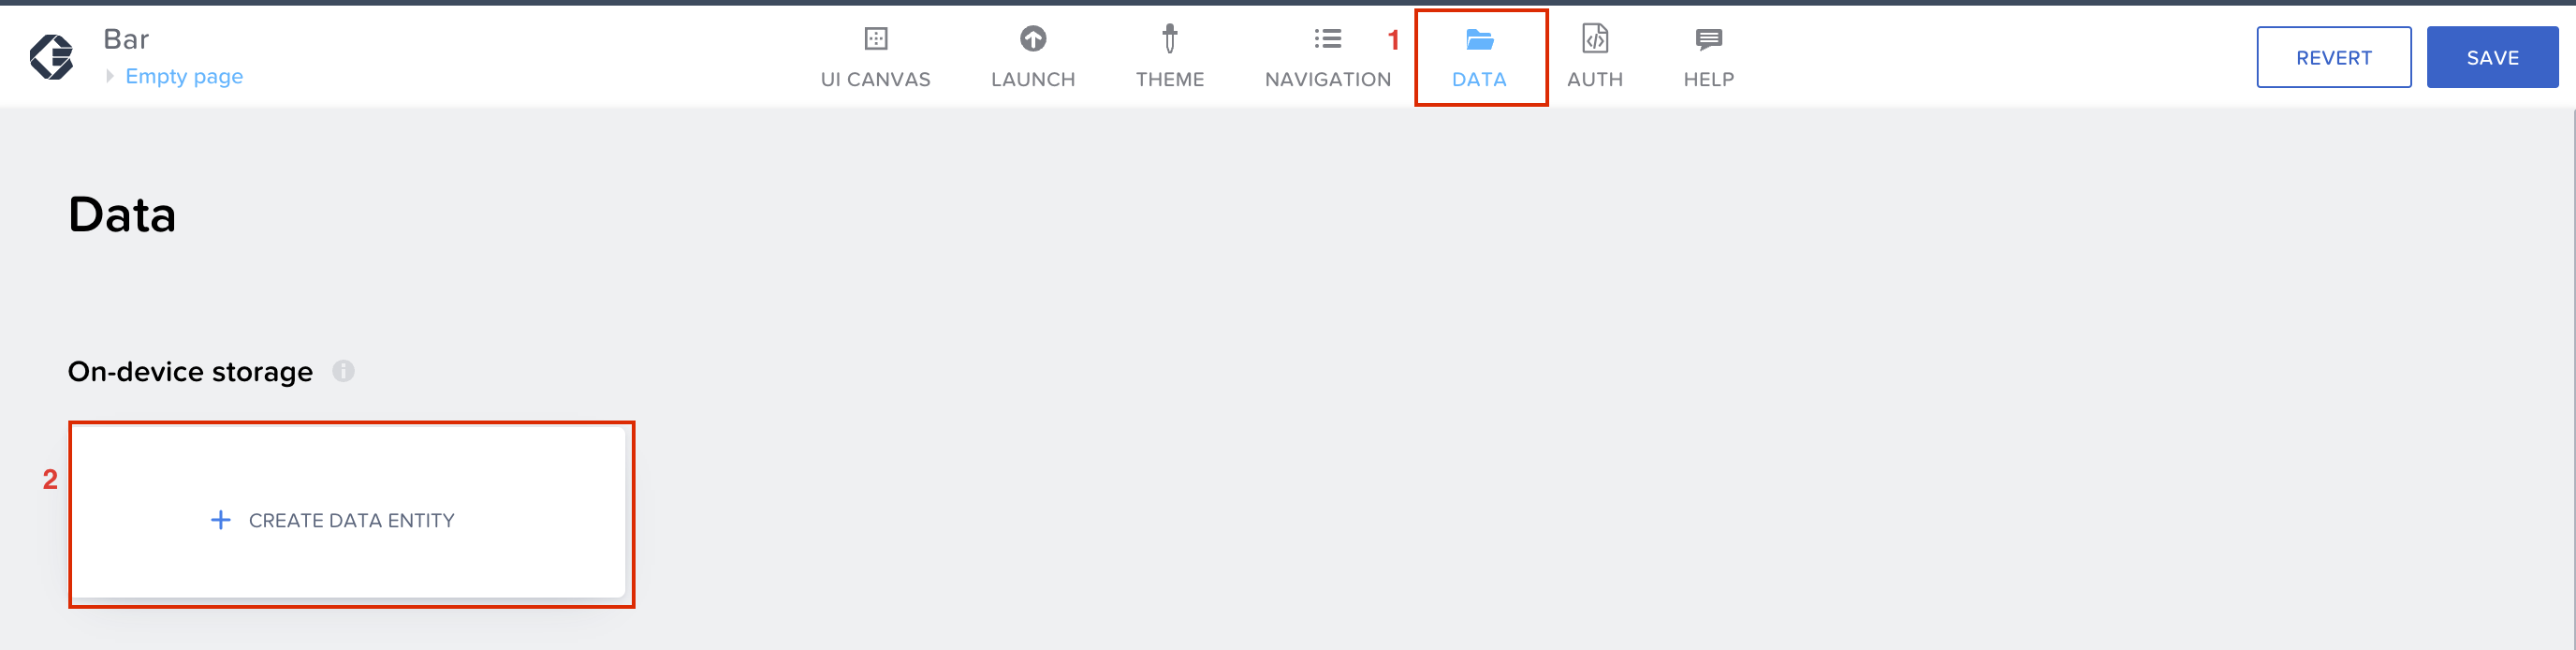 Bar
Empty page
UI CANVAS
LAUNCH
THEME
NAVIGATION
1
DATA
AUTH
HELP
REVERT
SAVE
Data
On-device storage
2
+ CREATE DATA ENTITY